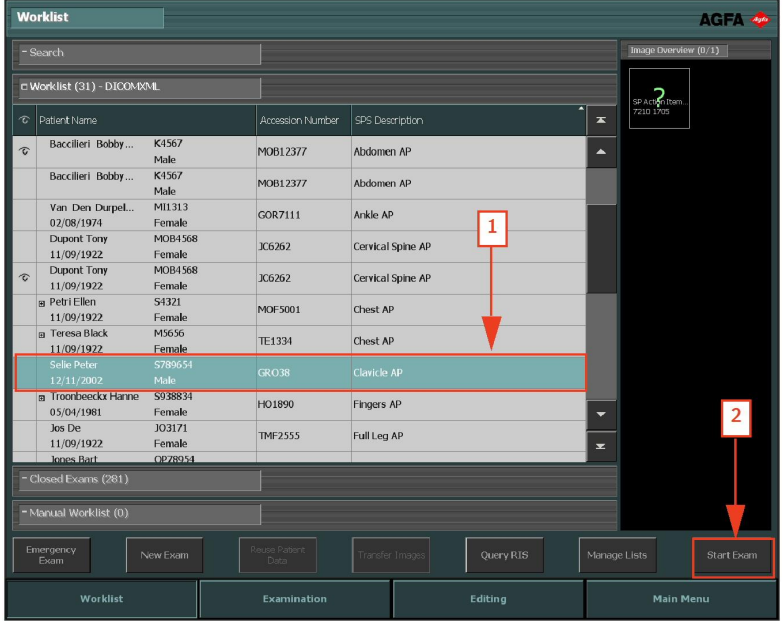 Worklist
AGFA
Search
Image Overview (0/1)
Worklist (31) - DICOMXML
?
SP Action Item...
7210 1705
Patient Name Accession Number SPS Description
Baccilieri Bobby... K4567 MOB12377 Abdomen AP
Male
Baccilieri Bobby... K4567 MOB12377 Abdomen AP
Male
Van Den Durpel... MI1313 GOR7111 Ankle AP
02/08/1974 Female
1
Dupont Tony MOB4568 JC6262 Cervical Spine AP
11/09/1922 Female
Dupont Tony MOB4568 JC6262 Cervical Spine AP
11/09/1922 Female
Petri Ellen S4321 MOF5001 Chest AP
11/09/1922 Female
Teresa Black M5656 TE1334 Chest AP
11/09/1922 Female
Selie Peter S789654 GRO38 Clavicle AP
12/11/2002 Male
Troonbeeckx Hanne S938834 HO1890 Fingers AP
05/04/1981 Female
2
Jos De JO3171 TMF2555 Full Leg AP
11/09/1922 Female
Jones Bart OP78954
Closed Exams (281)
Manual Worklist (0)
Emergency Exam New Exam Reuse Patient Data Transfer Images Query RIS Manage Lists Start Exam
Worklist Examination Editing Main Menu